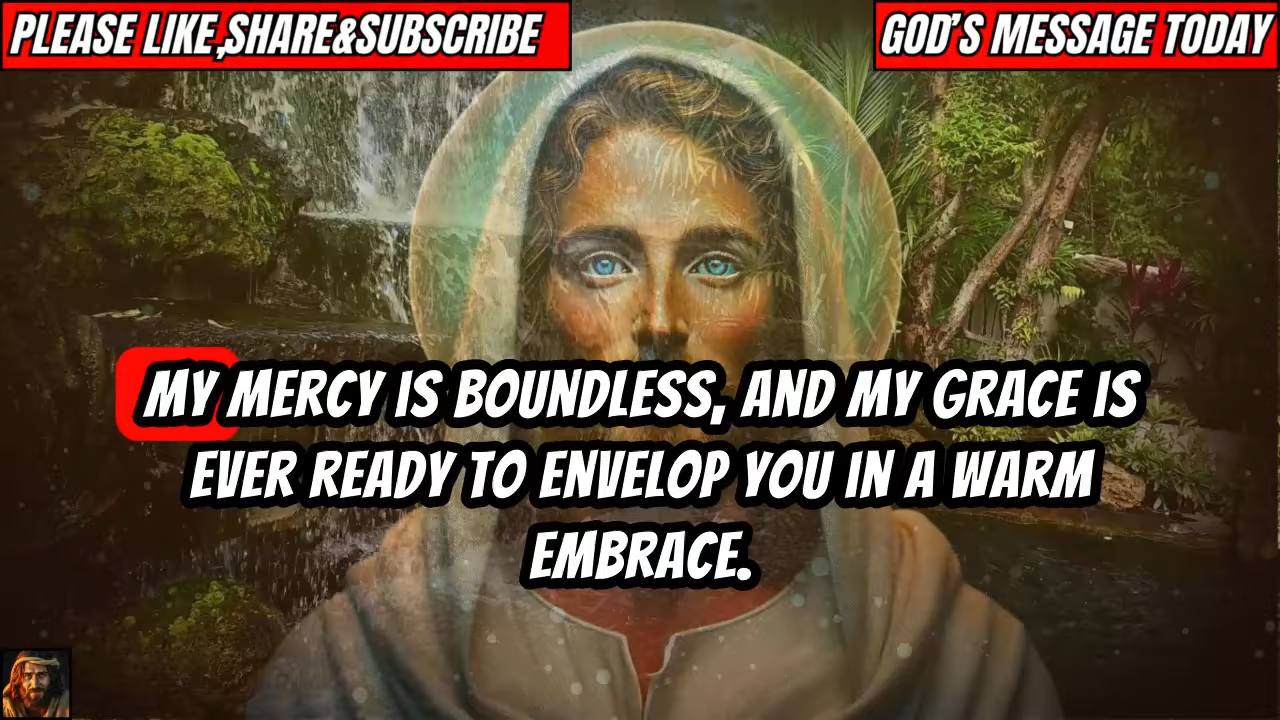 PLEASE LIKE,SHARE&SUBSCRIBE
GOD'S MESSAGE TODAY
MY MERCY IS BOUNDLESS, AND MY GRACE IS
EVER READY TO ENVELOP YOU IN A WARM
EMBRACE.